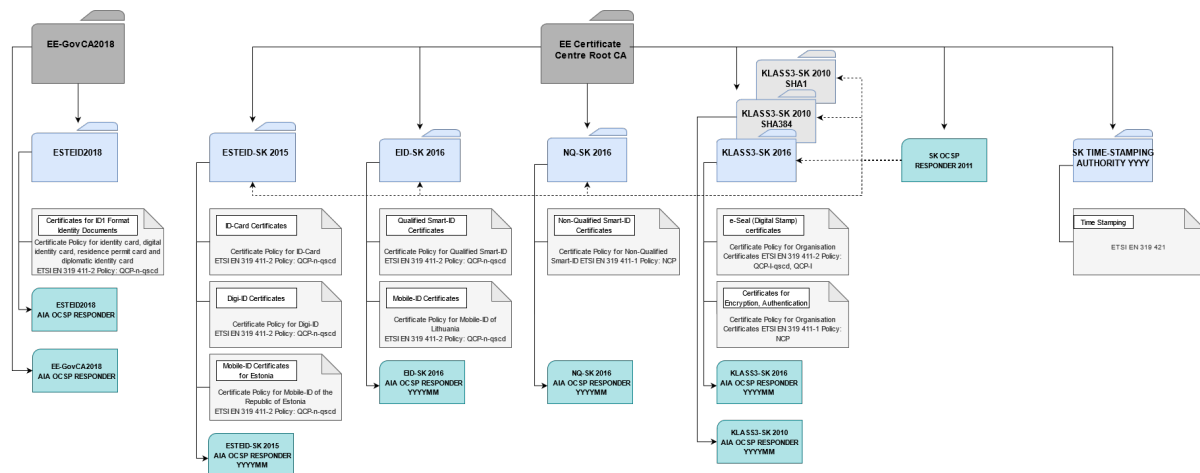 EE-GovCA2018
EE Certificate
Centre Root CA
KLASS3-SK 2010
SHA1
KLASS3-SK 2010
SHA384
ESTEID2018
ESTEID-SK 2015
EID-SK 2016
NQ-SK 2016
KLASS3-SK 2016
SK OCSP
RESPONDER 2011
SK TIME-STAMPING
AUTHORITY YYYY
Certificates for ID1 Format
Identity Documents
Certificate Policy for identity card, digital
identity card, residence permit card and
diplomatic identity card
ETSI EN 319 411-2 Policy: QCP-n-qscd
ESTEID2018
AIA OCSP RESPONDER
EE-GovCA2018
AIA OCSP RESPONDER
ID-Card Certificates
Certificate Policy for ID-Card
ETSI EN 319 411-2 Policy: QCP-n-qscd
Digi-ID Certificates
Certificate Policy for Digi-ID
ETSI EN 319 411-2 Policy: QCP-n-qscd
Mobile-ID Certificates
for Estonia
Certificate Policy for Mobile-ID of the
Republic of Estonia
ETSI EN 319 411-2 Policy: QCP-n-qscd
ESTEID-SK 2015
AIA OCSP RESPONDER
YYYYMM
Qualified Smart-ID
Certificates
Certificate Policy for Qualified Smart-ID
ETSI EN 319 411-2 Policy: QCP-n-qscd
Mobile-ID Certificates
Certificate Policy for Mobile-ID of
Lithuania
ETSI EN 319 411-2 Policy: QCP-n-qscd
EID-SK 2016
AIA OCSP RESPONDER
YYYYMM
Non-Qualified Smart-ID
Certificates
Certificate Policy for Non-Qualified
Smart-ID ETSI EN 319 411-1 Policy: NCP
NQ-SK 2016
AIA OCSP RESPONDER
YYYYMM
e-Seal (Digital Stamp)
certificates
Certificate Policy for Organisation
Certificates ETSI EN 319 411-2 Policy:
QCP-l-qscd, QCP-l
Certificates for
Encryption, Authentication
Certificate Policy for Organisation
Certificates ETSI EN 319 411-1 Policy:
NCP
KLASS3-SK 2016
AIA OCSP RESPONDER
YYYYMM
KLASS3-SK 2010
AIA OCSP RESPONDER
YYYYMM
Time Stamping
ETSI EN 319 421